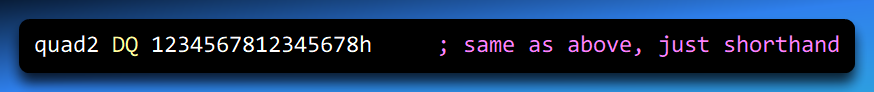 quad2 DQ 1234567812345678h     ; same as above, just shorthand